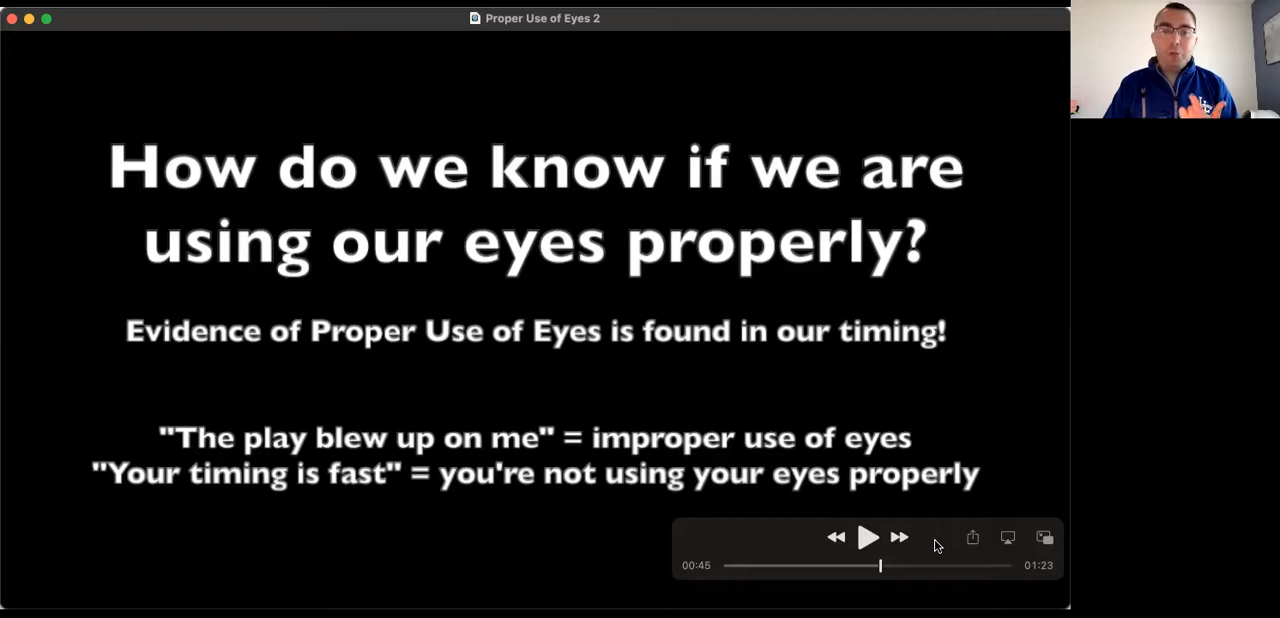 Proper Use of Eyes 2
How do we know if we are
using our eyes properly?
Evidence of Proper Use of Eyes is found in our timing!
"The play blew up on me" = improper use of eyes
"Your timing is fast" = you're not using your eyes properly
00:45
01:23